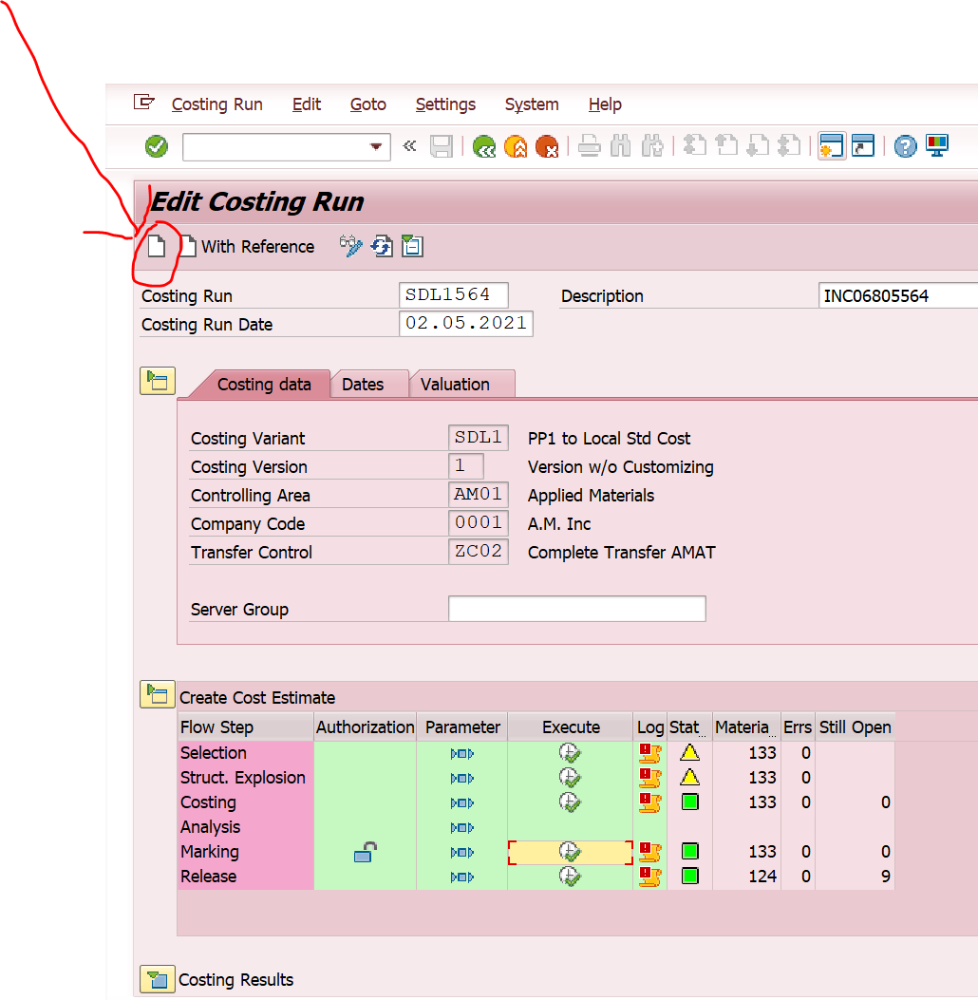 Costing Run Edit Goto Settings System Help
Edit Costing Run
With Reference
Costing Run SDL1564 Description INC06805564
Costing Run Date 02.05.2021
Costing data Dates Valuation
Costing Variant SDL1 PP1 to Local Std Cost
Costing Version 1 Version w/o Customizing
Controlling Area AM01 Applied Materials
Company Code 0001 A.M. Inc
Transfer Control ZC02 Complete Transfer AMAT
Server Group
Create Cost Estimate
Flow Step Authorization Parameter Execute Log Stat... Materia... Errs Still Open
Selection 133 0
Struct. Explosion 133 0
Costing 133 0 0
Analysis
Marking 133 0 0
Release 124 0 9
Costing Results